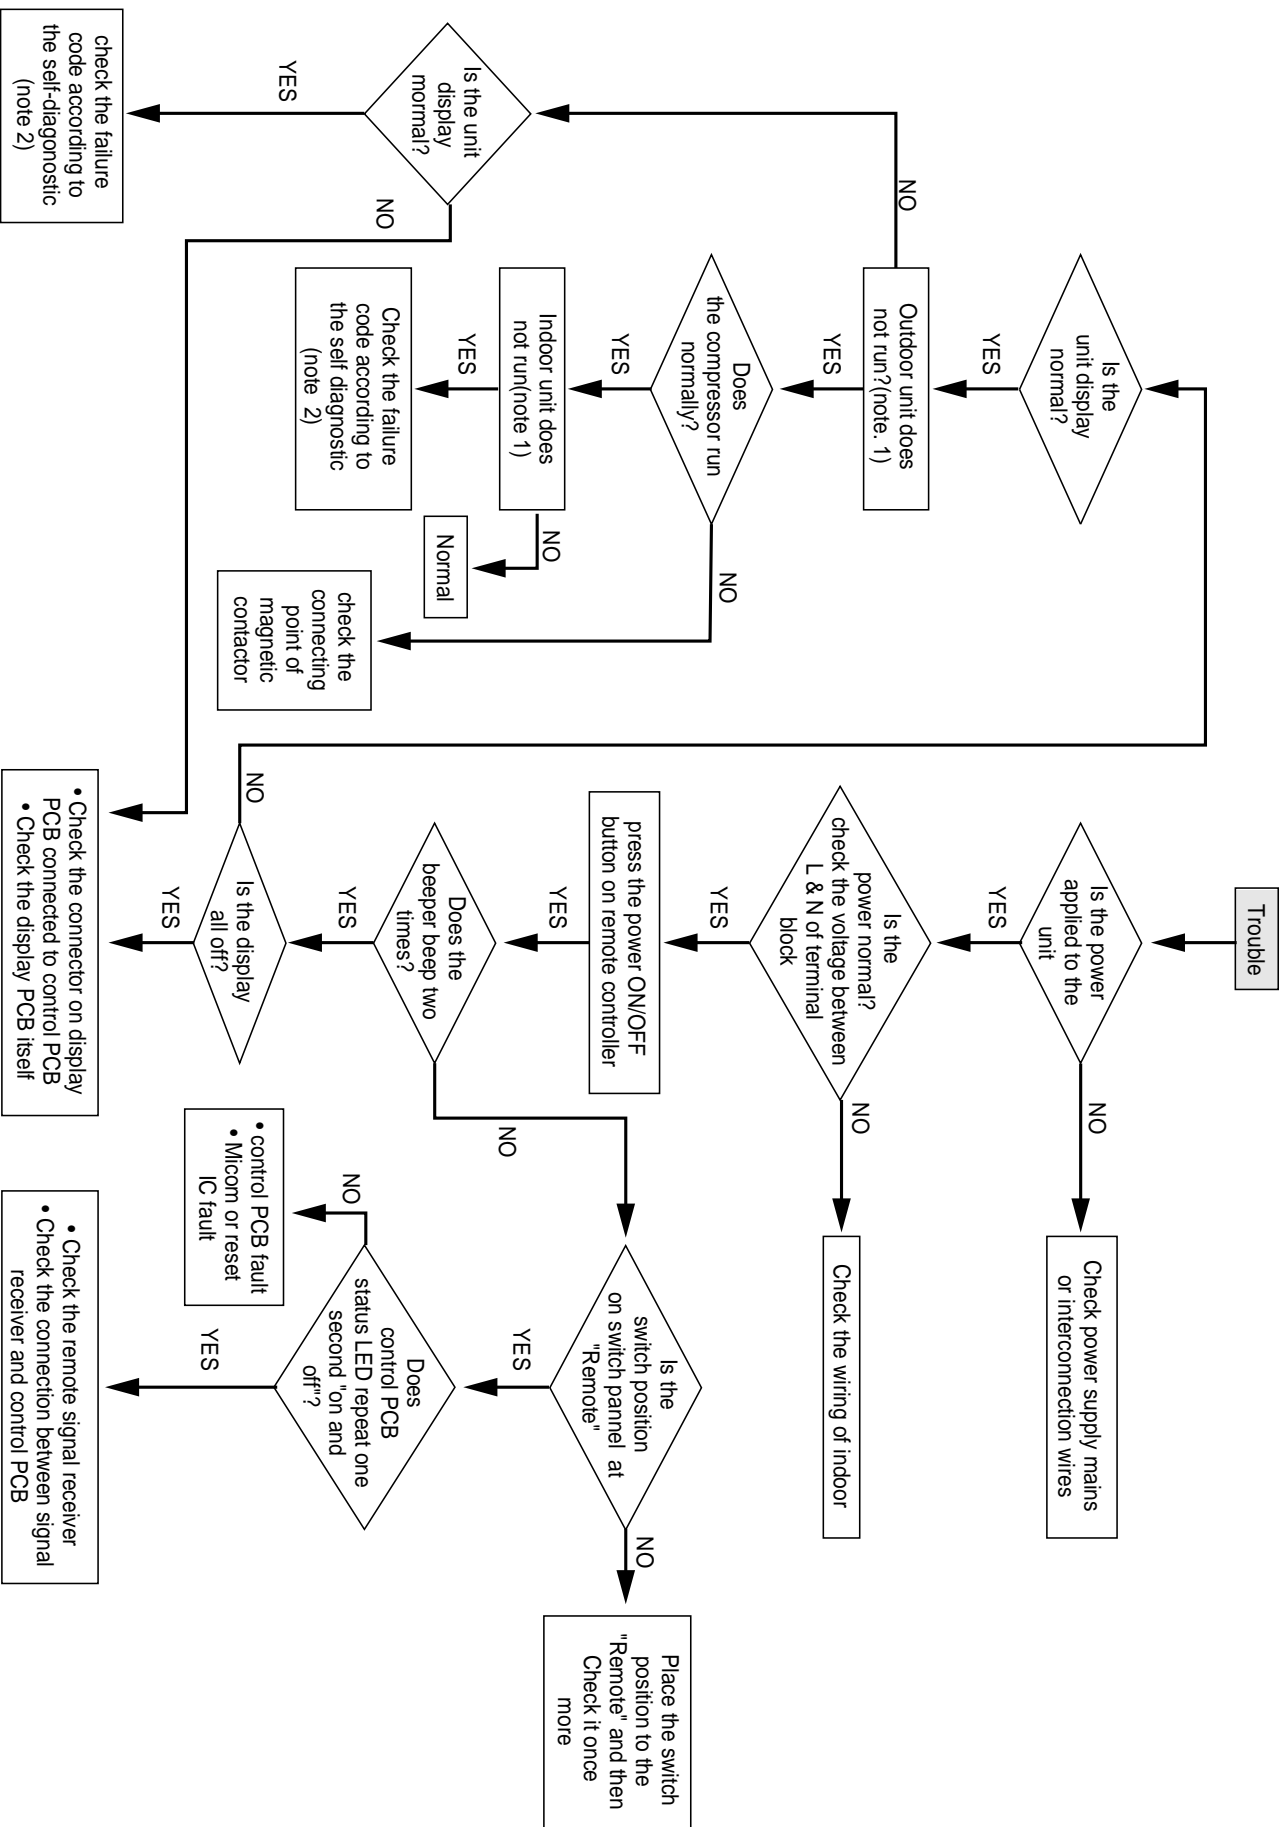 Trouble
Is the power
applied to the
unit
NO
Check power supply mains
or interconnection wires
YES
Is the
power normal?
check the voltage between
L & N of terminal
block
NO
Check the wiring of indoor
YES
press the power ON/OFF
button on remote controller
YES
Does the
beeper beep two
times?
NO
YES
Is the display
all off?
NO
YES
• Check the connector on display
PCB connected to control PCB
• Check the display PCB itself
Is the
switch position
on switch pannel at
"Remote"
NO
Place the switch
position to the
"Remote" and then
Check it once
more
YES
Does
control PCB
status LED repeat one
second "on and
off"?
NO
• control PCB fault
• Micom or reset
IC fault
YES
• Check the remote signal receiver
• Check the connection between signal
receiver and control PCB
Is the
unit display
normal?
YES
Outdoor unit does
not run?(note. 1)
NO
YES
Does
the compressor run
normally?
NO
check the
connecting
point of
magnetic
contactor
YES
Indoor unit does
not run(note 1)
NO
Normal
YES
Check the failure
code according to
the self diagnostic
(note 2)
Is the unit
display
mormal?
NO
YES
check the failure
code according to
the self-diagonostic
(note 2)